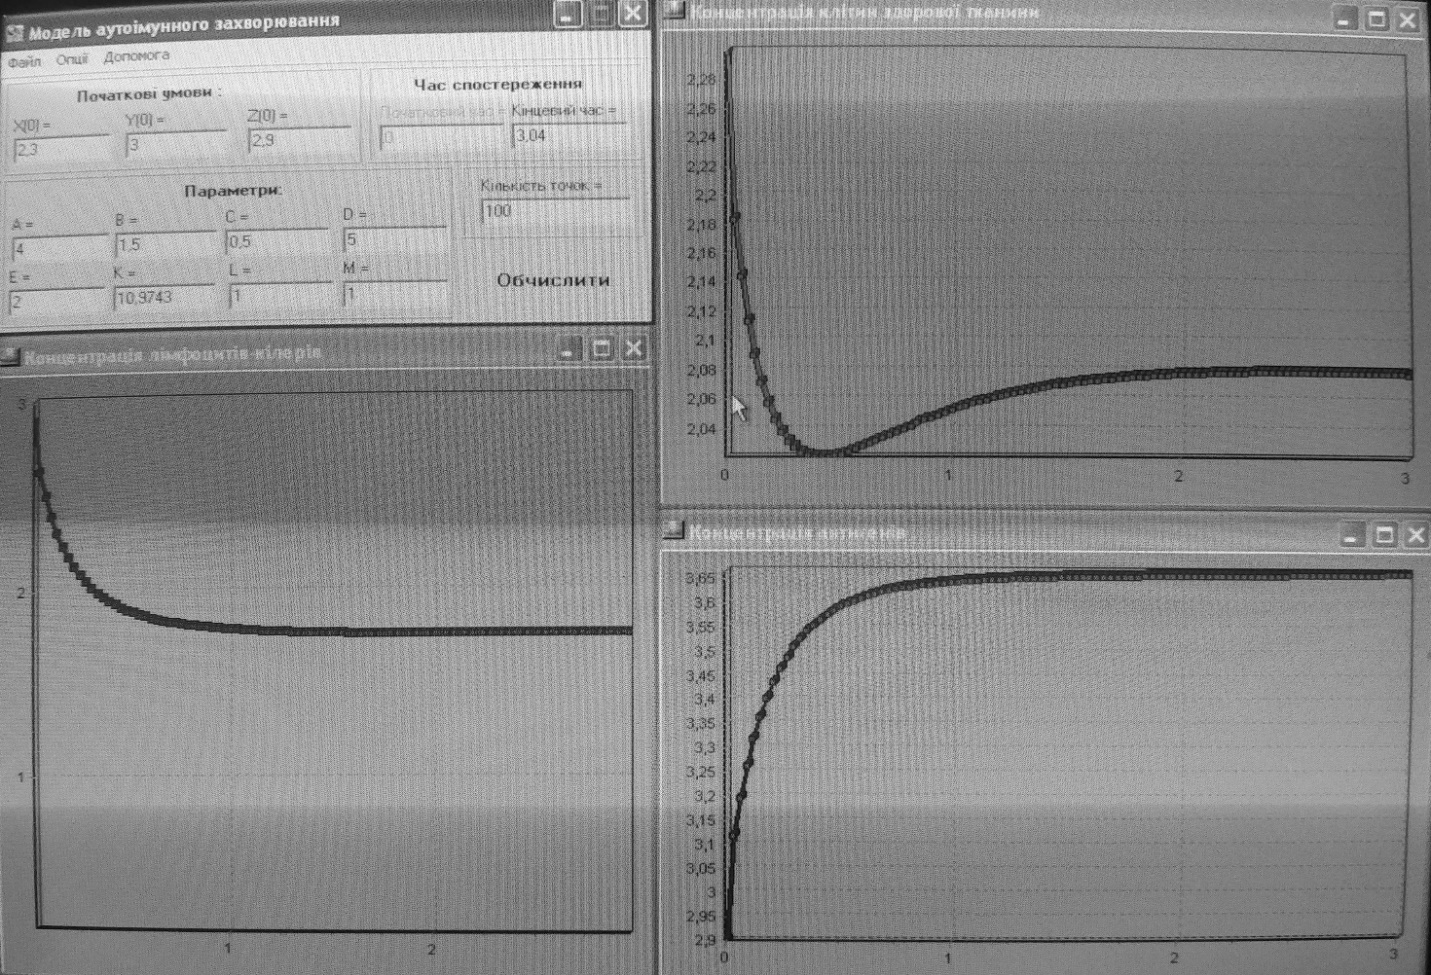 Модель аутоімунного захворювання
Файл Опції Допомога
Початкові умови :
X(0) = Y(0) = Z(0) =
2,3 3 2,9
Час спостереження
Початковий час = Кінцевий час =
0 3,04
Параметри:
A = B = C = D =
4 1,5 0,5 5
E = K = L = M =
2 10,9743 1 1
Кількість точок =
100
Обчислити
Концентрація клітин здорової тканини
2,28
2,26
2,24
2,22
2,2
2,18
2,16
2,14
2,12
2,1
2,08
2,06
2,04
0 1 2 3
Концентрація лімфоцитів-кілерів
3
2
1
1 2
Концентрація антигенів
3,65
3,6
3,55
3,5
3,45
3,4
3,35
3,3
3,25
3,2
3,15
3,1
3,05
3
2,95
2,9
0 1 2 3